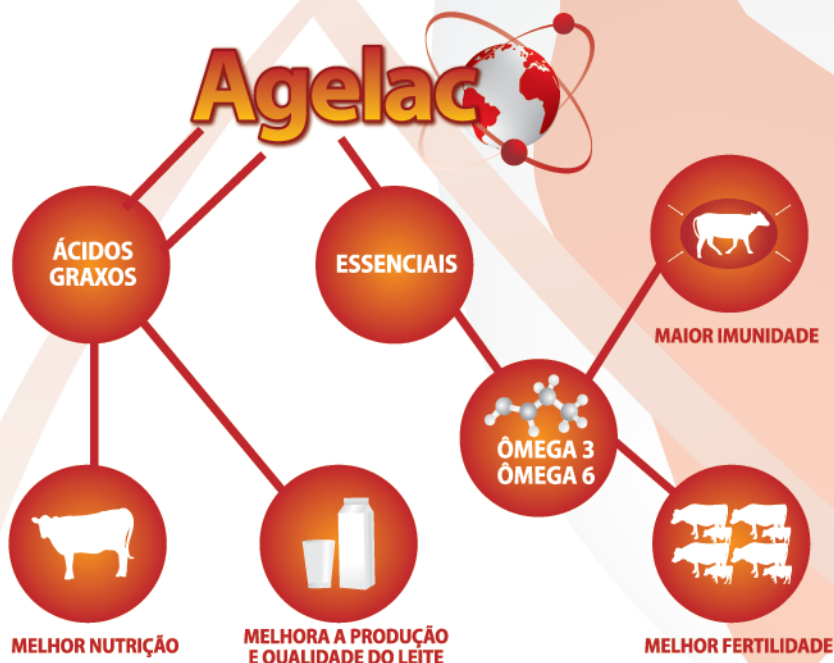 Agelac
ÁCIDOS
GRAXOS
ESSENCIAIS
MAIOR IMUNIDADE
ÔMEGA 3
ÔMEGA 6
MELHOR NUTRIÇÃO
MELHORA A PRODUÇÃO
E QUALIDADE DO LEITE
MELHOR FERTILIDADE